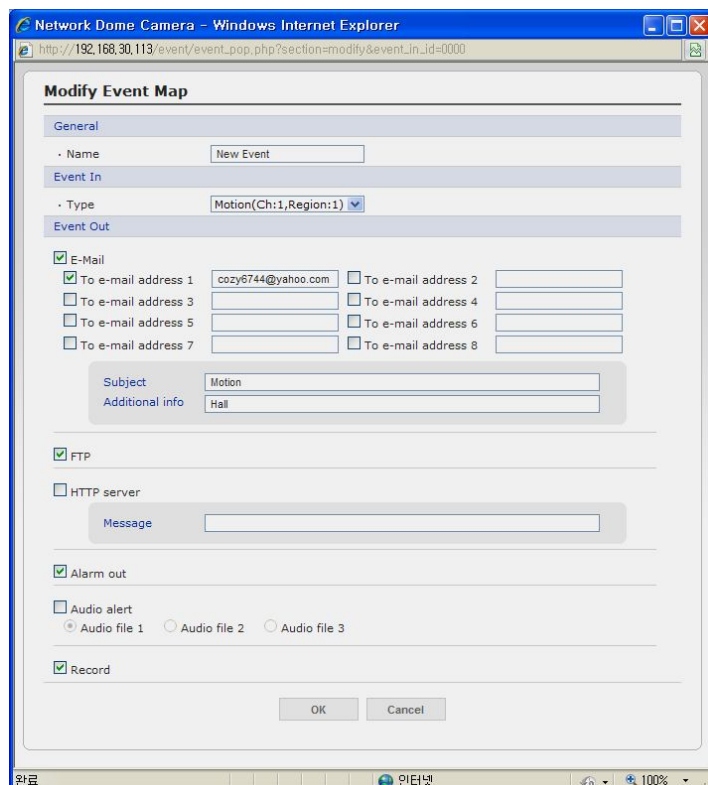 Network Dome Camera - Windows Internet Explorer
http://192,168,30,113/event/event_pop,php?section=modify&event_in_id=0000
Modify Event Map
General
· Name New Event
Event In
· Type Motion(Ch:1,Region:1)
Event Out
E-Mail
To e-mail address 1 cozy6744@yahoo.com To e-mail address 2
To e-mail address 3 To e-mail address 4
To e-mail address 5 To e-mail address 6
To e-mail address 7 To e-mail address 8
Subject Motion
Additional info Hall
FTP
HTTP server
Message
Alarm out
Audio alert
Audio file 1 Audio file 2 Audio file 3
Record
OK Cancel
완료 인터넷 100%